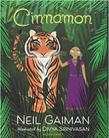 Cinnamon
NEIL GAIMAN
Illustrated by DIVYA SRINIVASAN